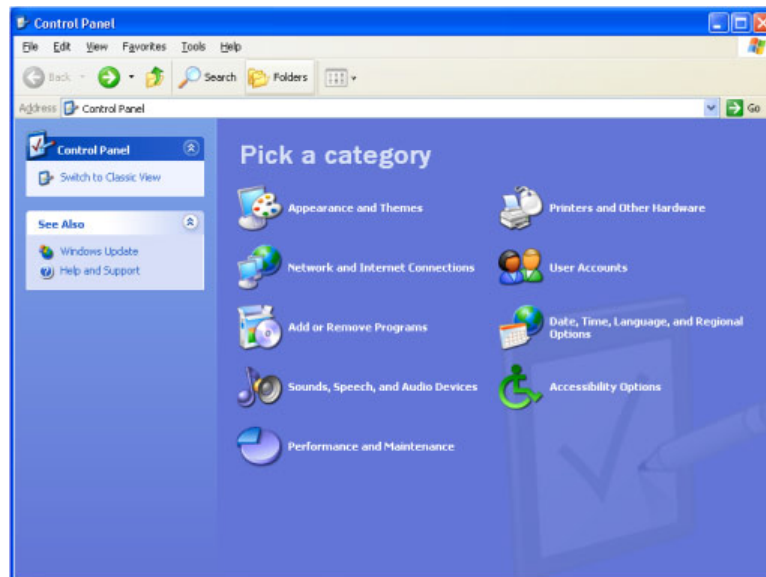 Control Panel
File Edit View Favorites Tools Help
Back Search Folders
Address Control Panel Go
Control Panel
Switch to Classic View
See Also
Windows Update
Help and Support
Pick a category
Appearance and Themes
Printers and Other Hardware
Network and Internet Connections
User Accounts
Add or Remove Programs
Date, Time, Language, and Regional
Options
Sounds, Speech, and Audio Devices
Accessibility Options
Performance and Maintenance